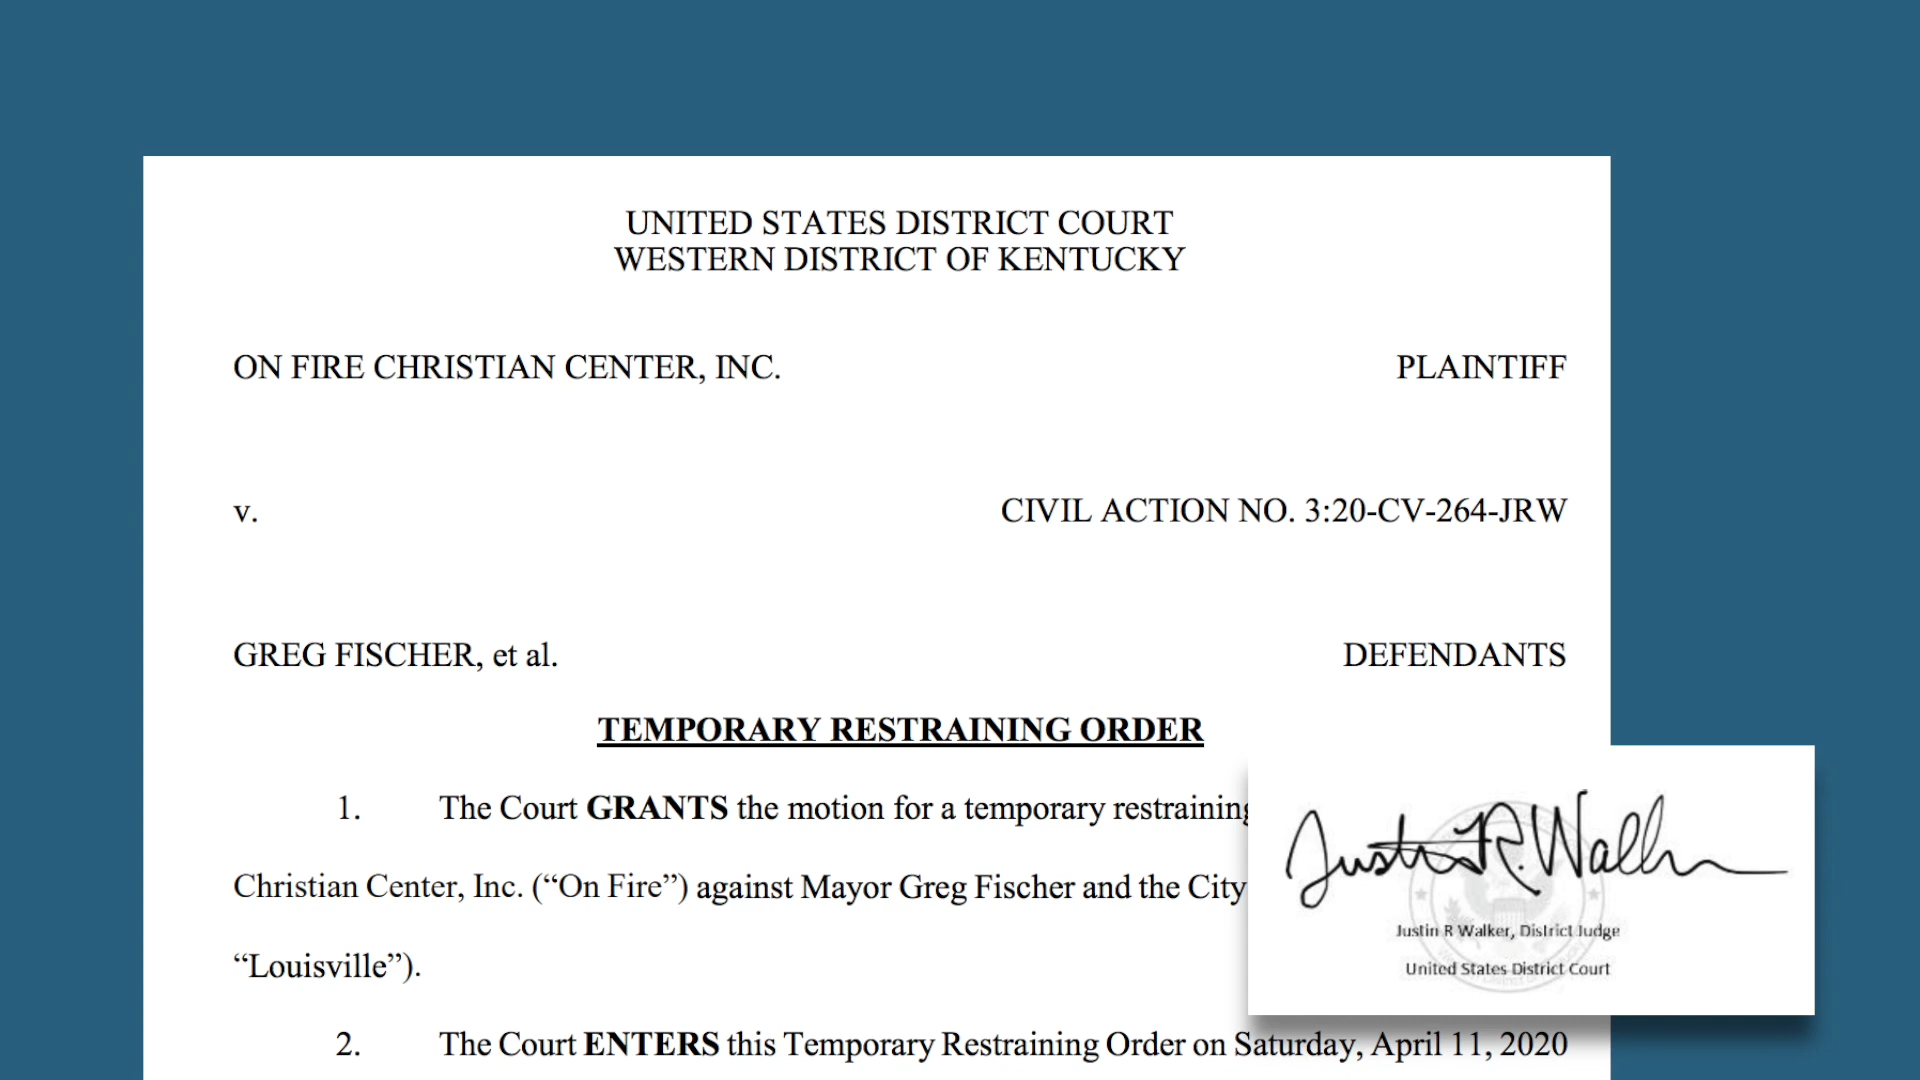 UNITED STATES DISTRICT COURT
WESTERN DISTRICT OF KENTUCKY
ON FIRE CHRISTIAN CENTER, INC. PLAINTIFF
v. CIVIL ACTION NO. 3:20-CV-264-JRW
GREG FISCHER, et al. DEFENDANTS
TEMPORARY RESTRAINING ORDER
1. The Court GRANTS the motion for a temporary restraining
Christian Center, Inc. (“On Fire”) against Mayor Greg Fischer and the City
“Louisville”).
2. The Court ENTERS this Temporary Restraining Order on Saturday, April 11, 2020
Justin R. Walker
Justin R Walker, District Judge
United States District Court